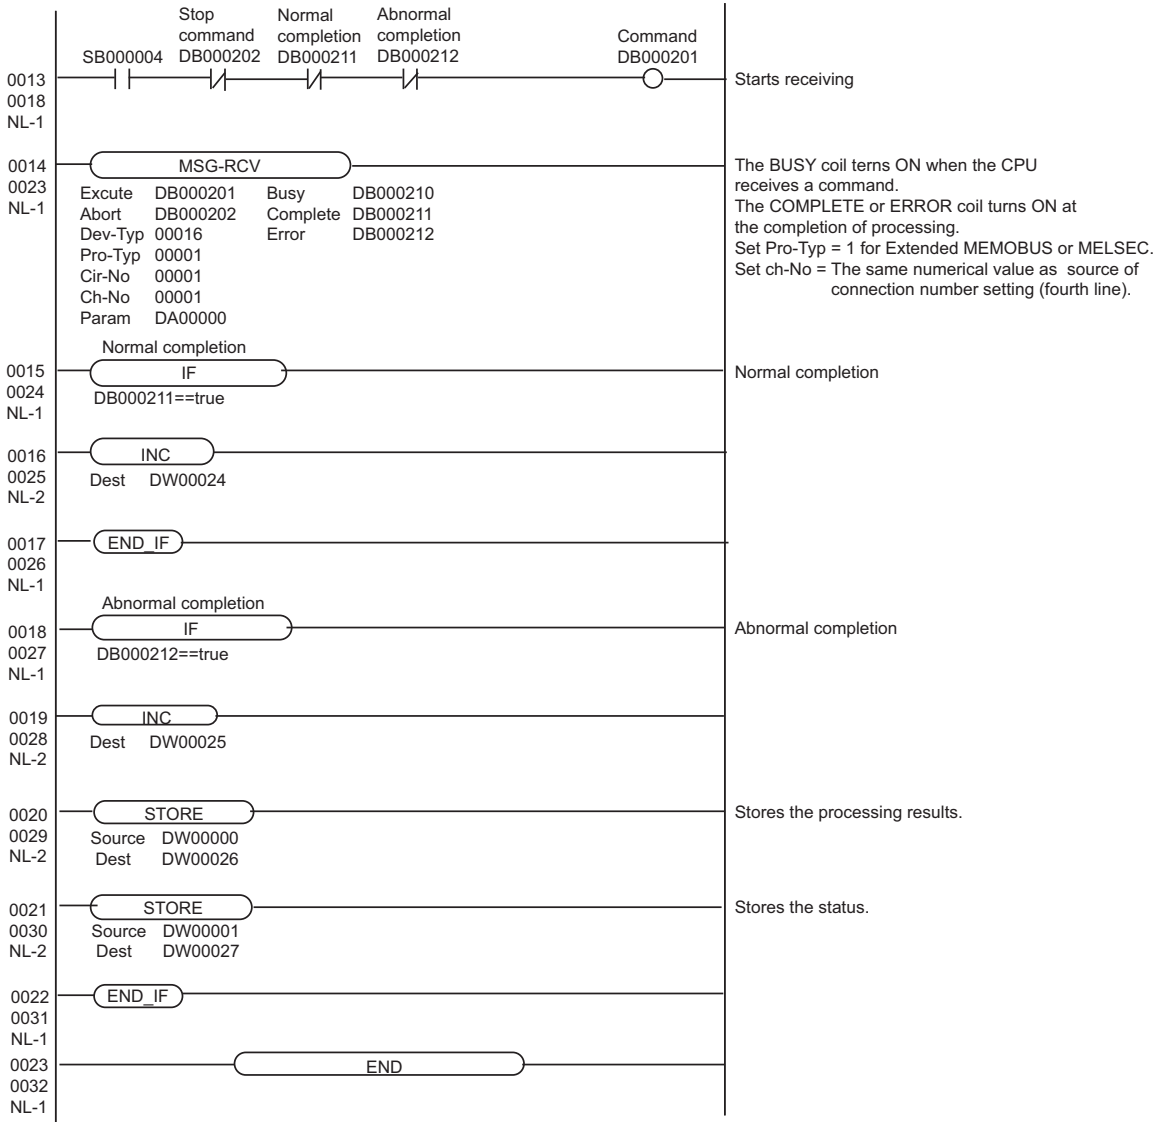 Stop Normal Abnormal
command completion completion Command
SB000004 DB000202 DB000211 DB000212 DB000201
0013 Starts receiving
0018
NL-1
0014 MSG-RCV The BUSY coil terns ON when the CPU
0023 Excute DB000201 Busy DB000210 receives a command.
NL-1 Abort DB000202 Complete DB000211 The COMPLETE or ERROR coil turns ON at
Dev-Typ 00016 Error DB000212 the completion of processing.
Pro-Typ 00001 Set Pro-Typ = 1 for Extended MEMOBUS or MELSEC.
Cir-No 00001 Set ch-No = The same numerical value as source of
Ch-No 00001 connection number setting (fourth line).
Param DA00000
Normal completion
0015 IF Normal completion
0024 DB000211==true
NL-1
0016 INC
0025 Dest DW00024
NL-2
0017 END_IF
0026
NL-1
Abnormal completion
0018 IF Abnormal completion
0027 DB000212==true
NL-1
0019 INC
0028 Dest DW00025
NL-2
0020 STORE Stores the processing results.
0029 Source DW00000
NL-2 Dest DW00026
0021 STORE Stores the status.
0030 Source DW00001
NL-2 Dest DW00027
0022 END_IF
0031
NL-1
0023 END
0032
NL-1